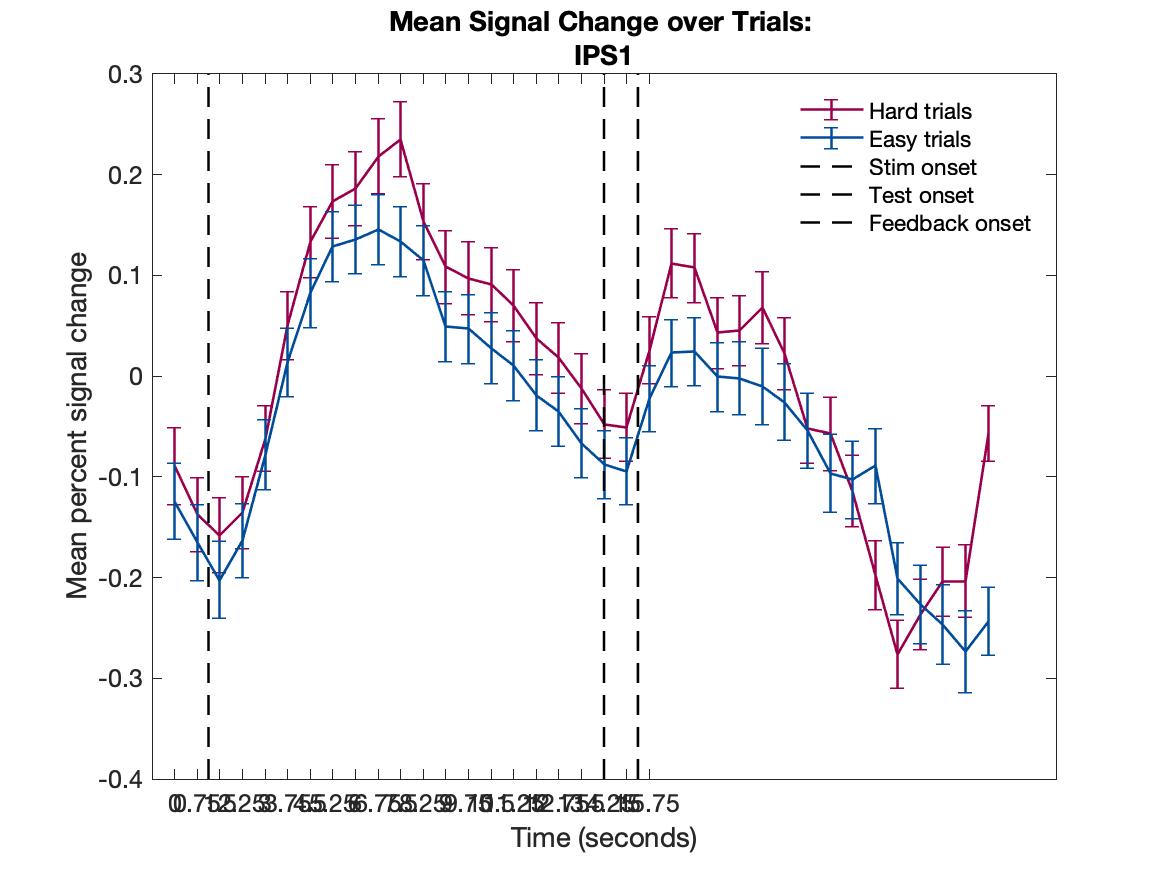 Mean Signal Change over Trials:
IPS1
Hard trials
Easy trials
Stim onset
Test onset
Feedback onset
0.3
0.2
0.1
0
-0.1
-0.2
-0.3
-0.4
Mean percent signal change
Time (seconds)